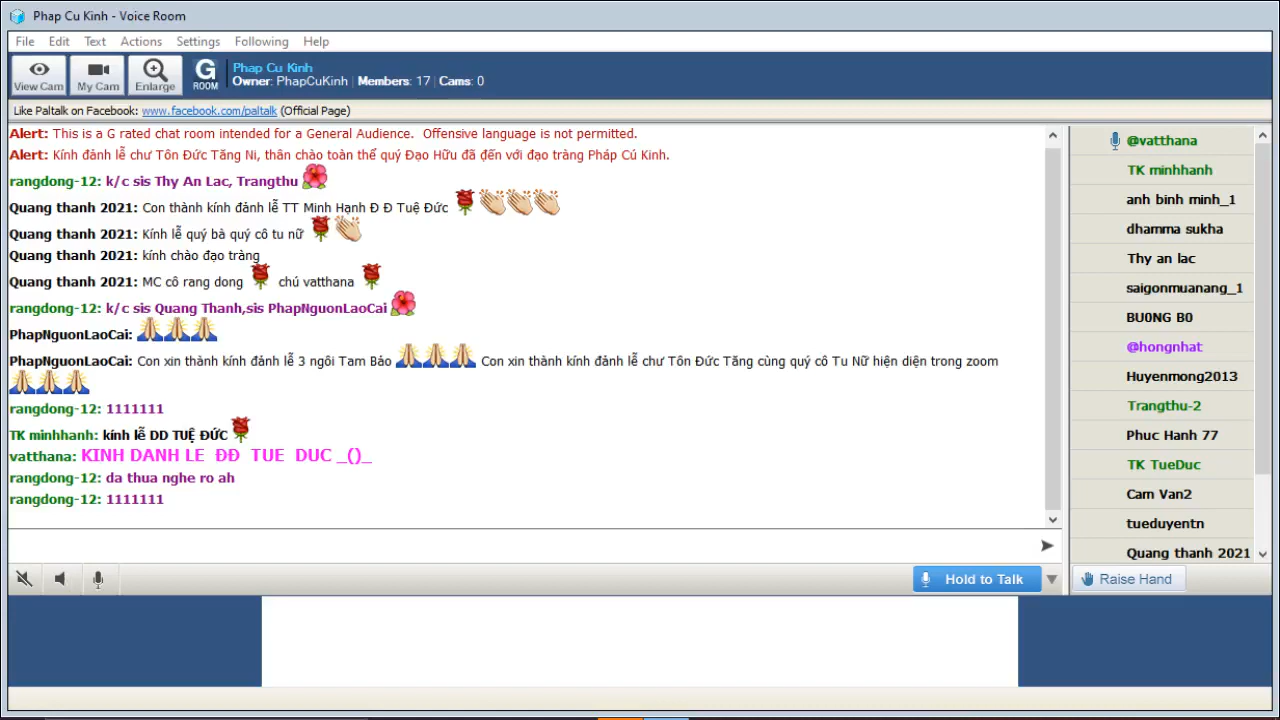 Phap Cu Kinh - Voice Room
File Edit Text Actions Settings Following Help
View Cam My Cam Enlarge G ROOM
Phap Cu Kinh
Owner: PhapCuKinh Members: 17 Cams: 0
Like Paltalk on Facebook: www.facebook.com/paltalk (Official Page)
Alert: This is a G rated chat room intended for a General Audience. Offensive language is not permitted.
Alert: Kính đảnh lễ chư Tôn Đức Tăng Ni, thân chào toàn thể quý Đạo Hữu đã đến với đạo tràng Pháp Cú Kinh.
rangdong-12: k/c sis Thy An Lac, Trangthu
Quang thanh 2021: Con thành kính đảnh lễ TT Minh Hạnh Đ Đ Tuệ Đức
Quang thanh 2021: Kính lễ quý bà quý cô tu nữ
Quang thanh 2021: kính chào đạo tràng
Quang thanh 2021: MC cô rang dong chú vatthana
rangdong-12: k/c sis Quang Thanh,sis PhapNguonLaoCai
PhapNguonLaoCai:
PhapNguonLaoCai: Con xin thành kính đảnh lễ 3 ngôi Tam Bảo Con xin thành kính đảnh lễ chư Tôn Đức Tăng cùng quý cô Tu Nữ hiện diện trong zoom
rangdong-12: 1111111
TK minhhanh: kính lễ DD TUỆ ĐỨC
vatthana: KINH DANH LE ĐĐ TUE DUC _()_
rangdong-12: da thua nghe ro ah
rangdong-12: 1111111
@vatthana
TK minhhanh
anh binh minh_1
dhamma sukha
Thy an lac
saigonmuanang_1
BU0NG B0
@hongnhat
Huyenmong2013
Trangthu-2
Phuc Hanh 77
TK TueDuc
Cam Van2
tueduyentn
Quang thanh 2021
Hold to Talk
Raise Hand